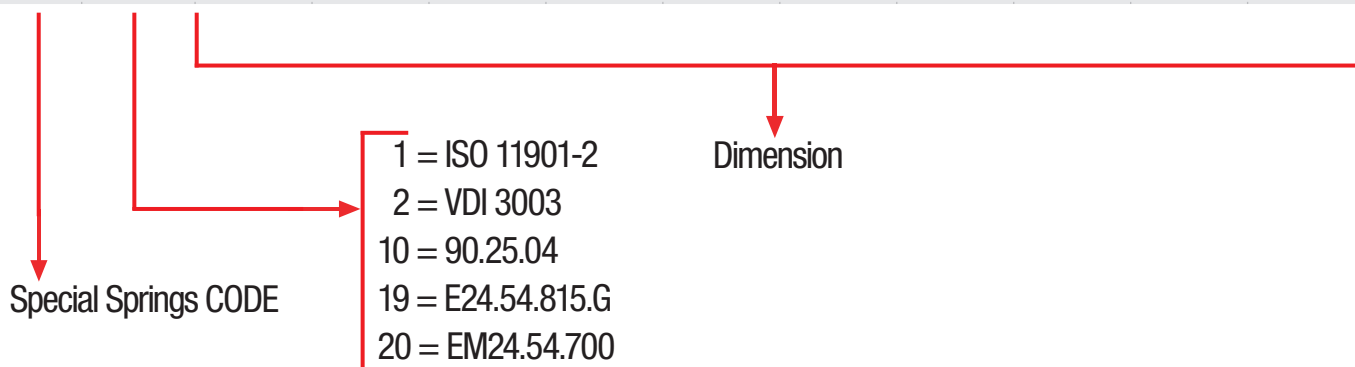 1 = ISO 11901-2
Dimension
2 = VDI 3003
10 = 90.25.04
Special Springs CODE
19 = E24.54.815.G
20 = EM24.54.700